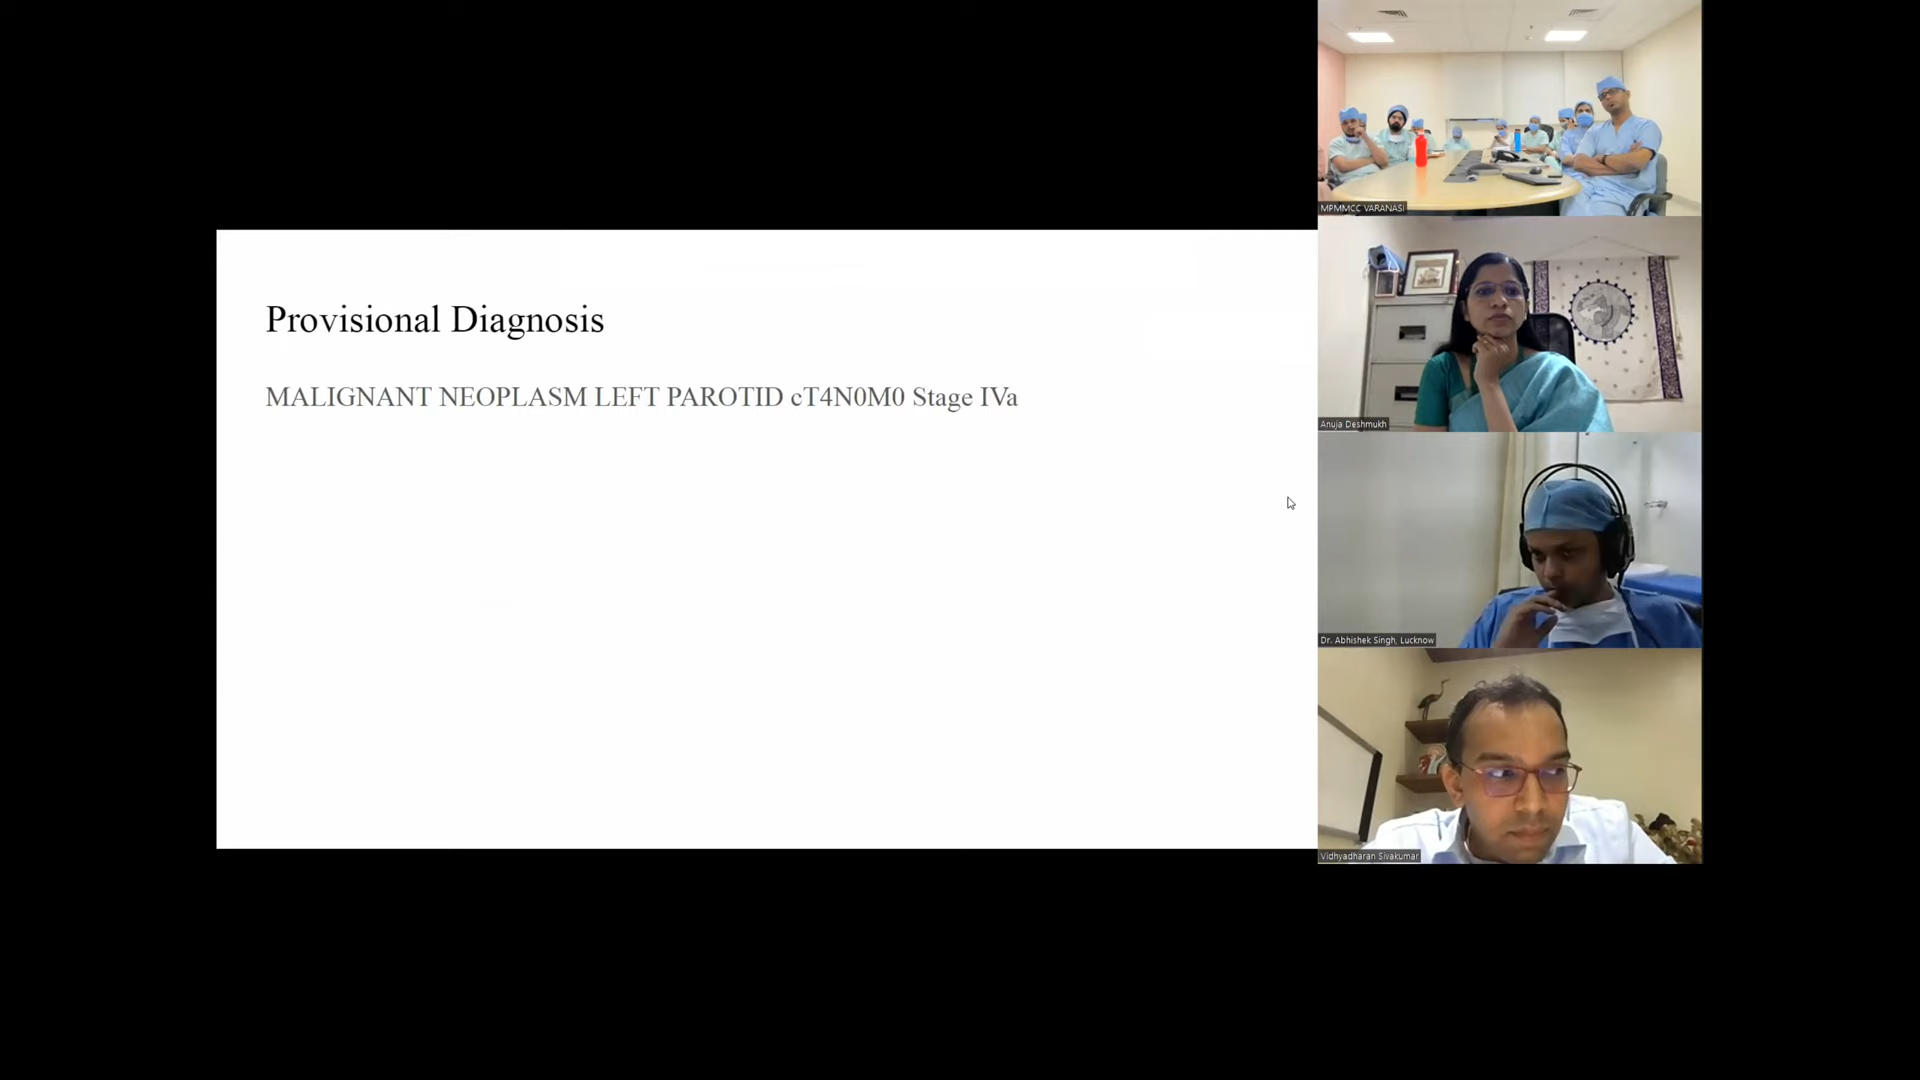 Provisional Diagnosis
MALIGNANT NEOPLASM LEFT PAROTID cT4N0M0 Stage IVa
MPMMCC VARANASI
Anuja Deshmukh
Dr. Abhishek Singh, Lucknow
Vidhyadharan Sivakumar